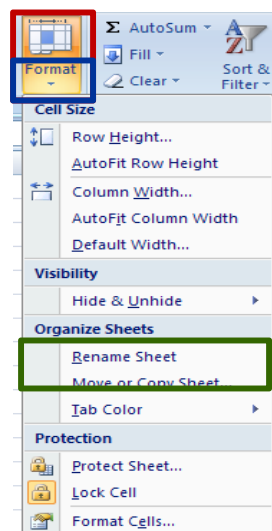 Σ AutoSum
Fill
Clear
Format
Sort &
Filter
Cell Size
Row Height...
AutoFit Row Height
Column Width...
AutoFit Column Width
Default Width...
Visibility
Hide & Unhide
Organize Sheets
Rename Sheet
Move or Copy Sheet...
Tab Color
Protection
Protect Sheet...
Lock Cell
Format Cells...